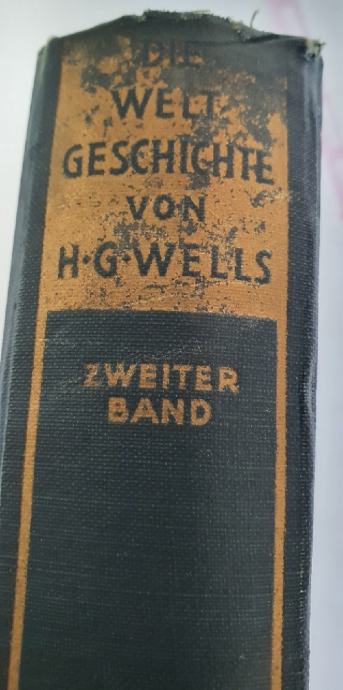 DIE
WELT-
GESCHICHTE
VON
H·G·WELLS
ZWEITER
BAND